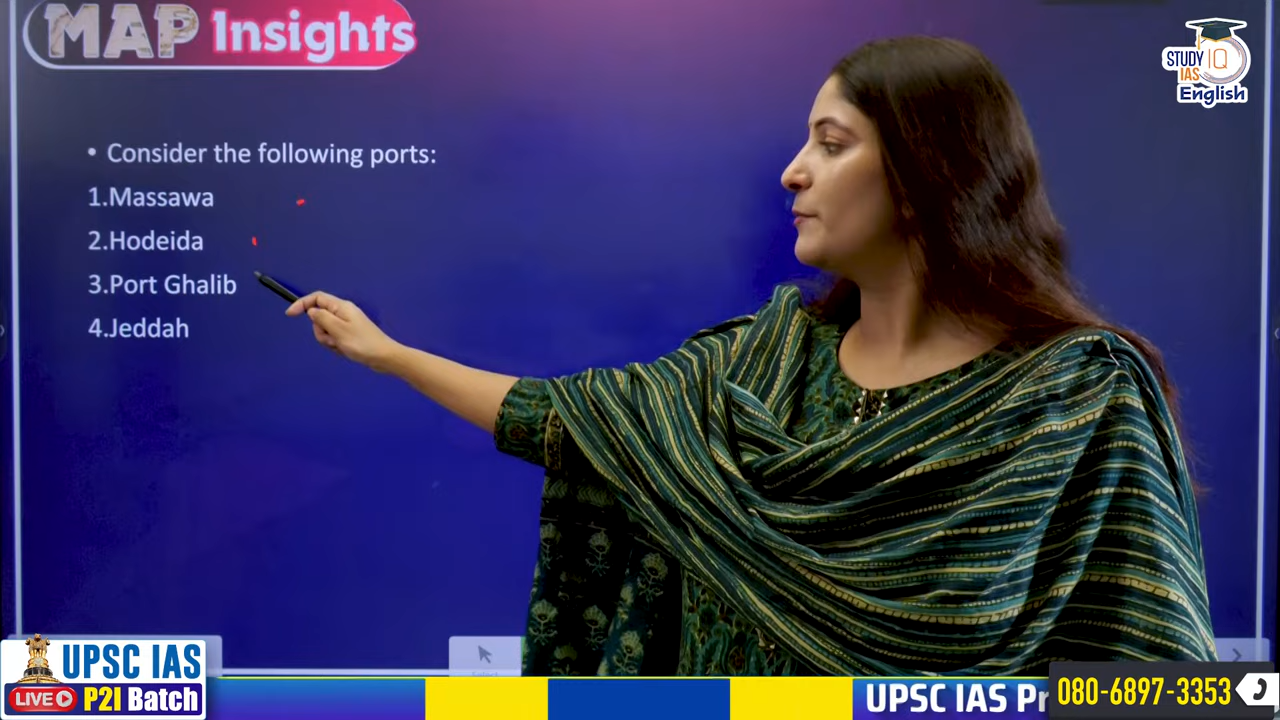 MAP Insights
STUDY IQ
IAS
English
• Consider the following ports:
1.Massawa
2.Hodeida
3.Port Ghalib
4.Jeddah
UPSC IAS
LIVE P2I Batch
UPSC IAS Pr
080-6897-3353